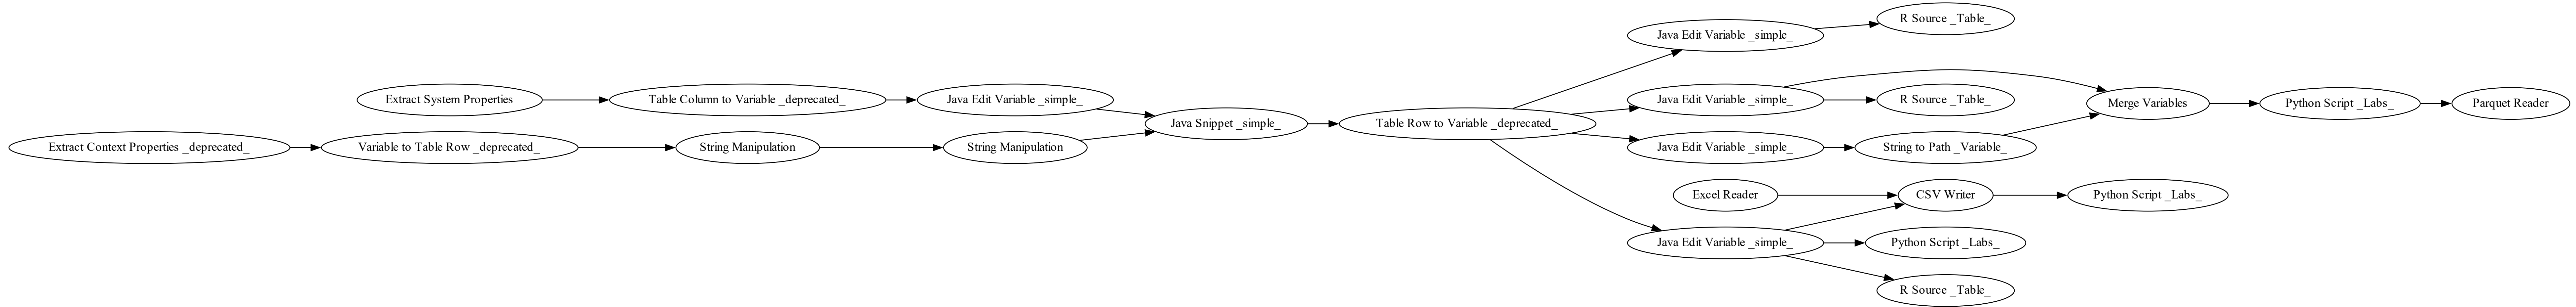 R Source _Table_
Java Edit Variable _simple_
Extract System Properties
Table Column to Variable _deprecated_
Java Edit Variable _simple_
Java Edit Variable _simple_
R Source _Table_
Merge Variables
Python Script _Labs_
Parquet Reader
Java Snippet _simple_
Table Row to Variable _deprecated_
Extract Context Properties _deprecated_
Variable to Table Row _deprecated_
String Manipulation
String Manipulation
Java Edit Variable _simple_
String to Path _Variable_
Excel Reader
CSV Writer
Python Script _Labs_
Java Edit Variable _simple_
Python Script _Labs_
R Source _Table_